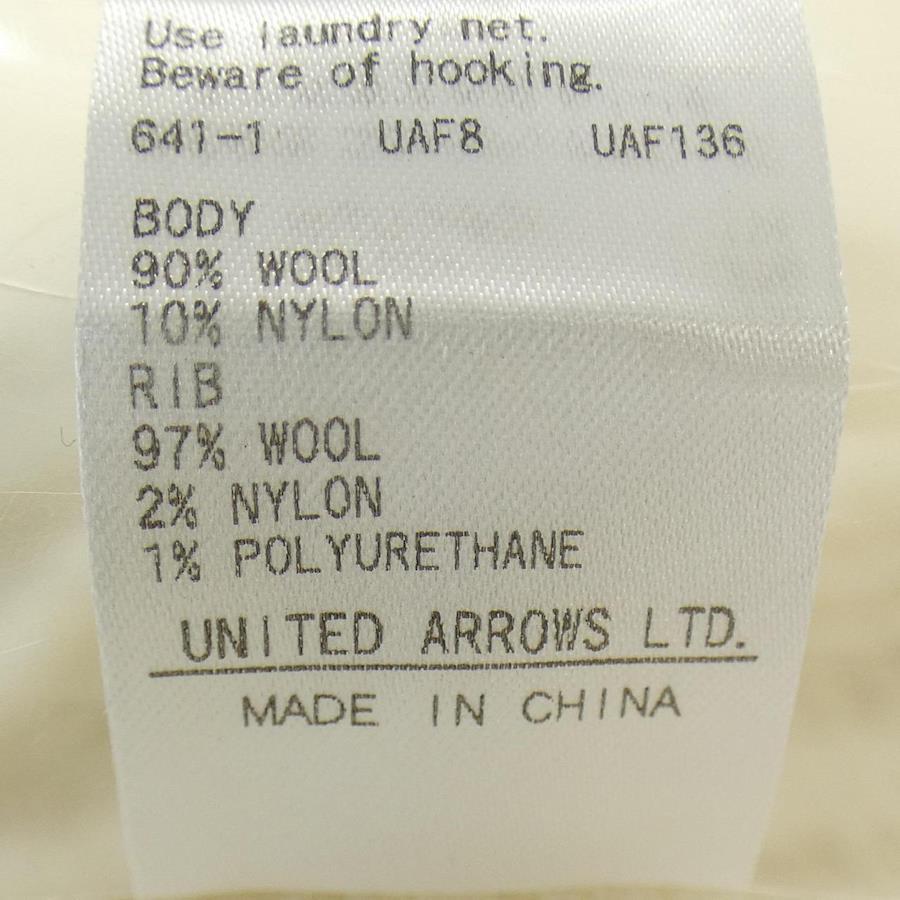 Use laundry net.
Beware of hooking.
641-1 UAF8 UAF136
BODY
90% WOOL
10% NYLON
RIB
97% WOOL
2% NYLON
1% POLYURETHANE
UNITED ARROWS LTD.
MADE IN CHINA